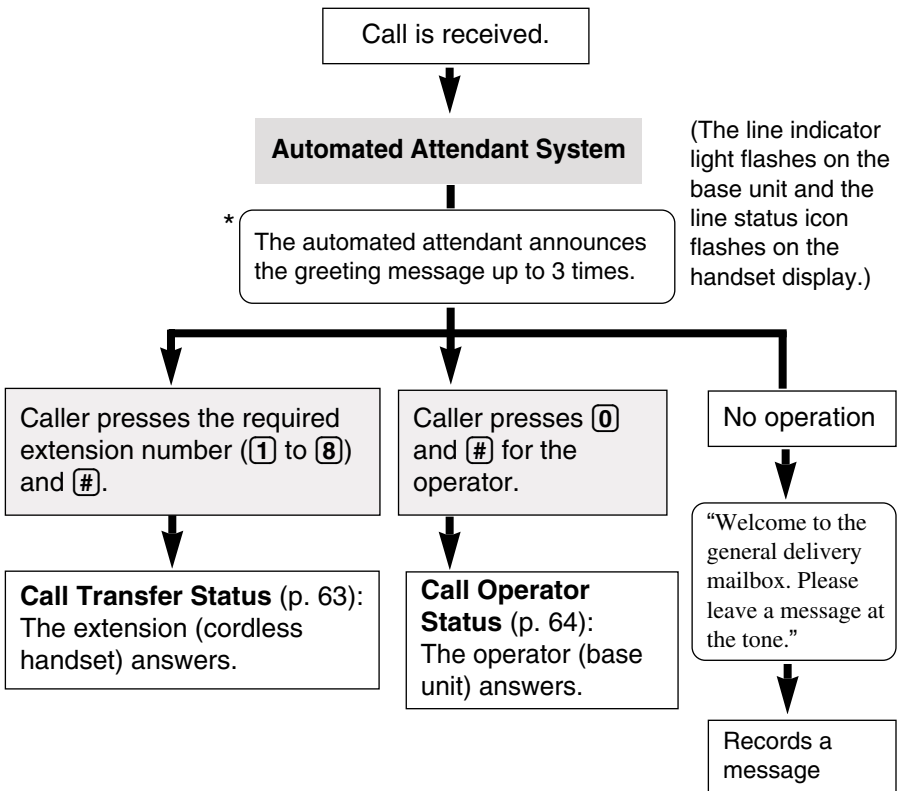 Call is received.
Automated Attendant System
(The line indicator
light flashes on the
base unit and the
line status icon
flashes on the
handset display.)
*
The automated attendant announces
the greeting message up to 3 times.
Caller presses the required
extension number (1 to 8)
and #.
Caller presses 0
and # for the
operator.
No operation
Call Transfer Status (p. 63):
The extension (cordless
handset) answers.
Call Operator
Status (p. 64):
The operator (base
unit) answers.
“Welcome to the
general delivery
mailbox. Please
leave a message at
the tone.”
Records a
message